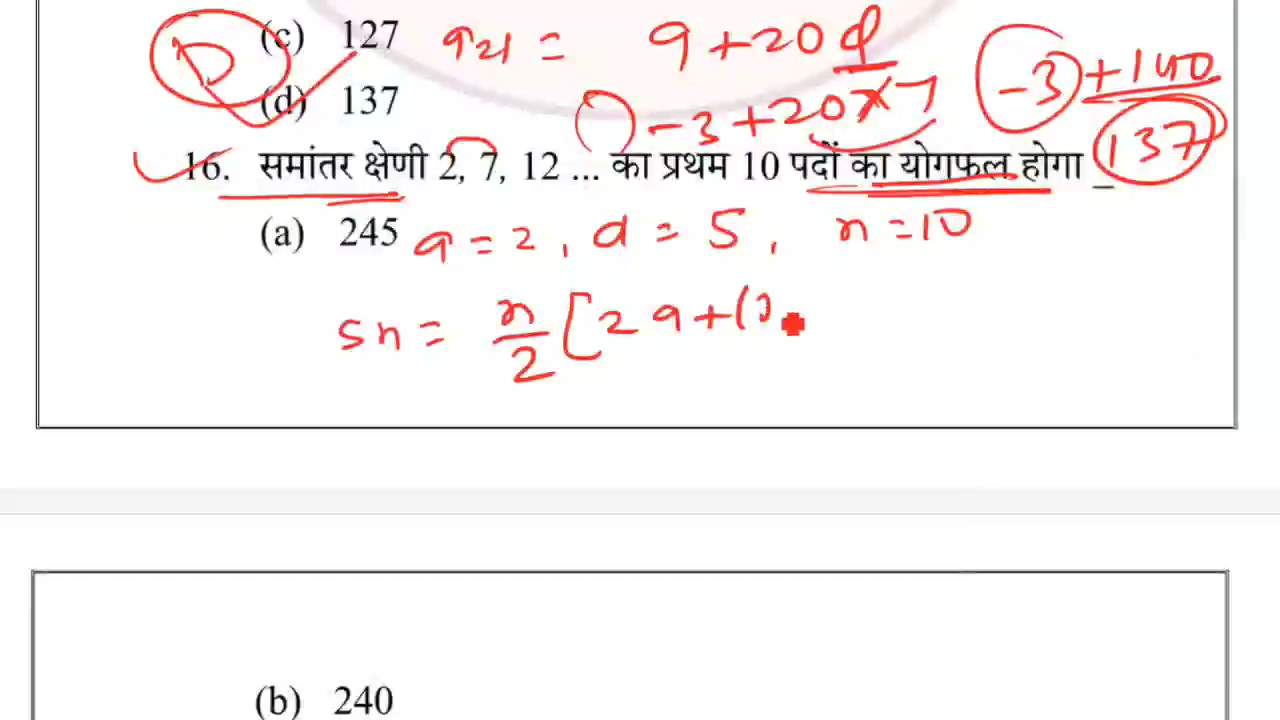 (c) 127 a21 = a+20d
D (d) 137 -3+20×7 -3+140
137
16. समांतर क्षेणी 2, 7, 12 ... का प्रथम 10 पदों का योगफल होगा _
(a) 245 a = 2, d = 5, n = 10
Sn = n/2 [2a+(
(b) 240